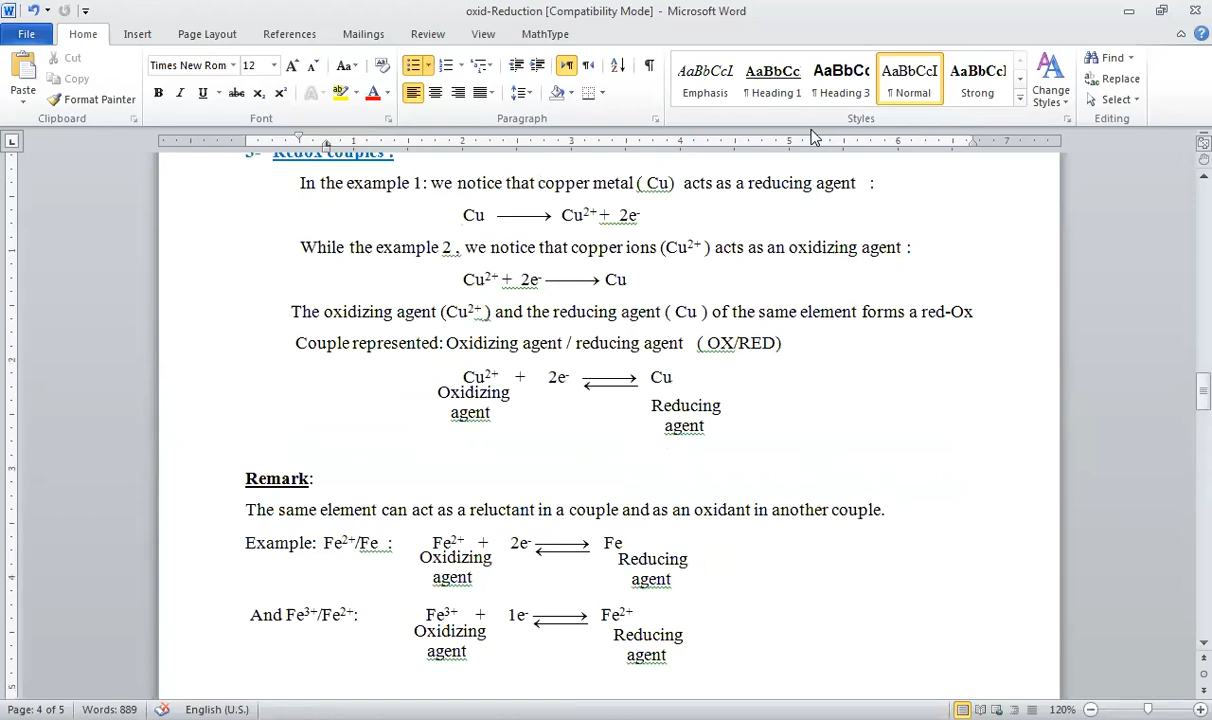 oxid-Reduction [Compatibility Mode] - Microsoft Word
File Home Insert Page Layout References Mailings Review View MathType
Cut
Copy
Format Painter
Paste
Clipboard
Times New Rom 12
Font
Paragraph
AaBbCcI AaBbCc AaBbCc AaBbCcI AaBbCcI
Emphasis ¶ Heading 1 ¶ Heading 3 ¶ Normal Strong
Change Styles
Styles
Find
Replace
Select
Editing
1 2 3 4 5 6 7
3- Redox couples :
In the example 1: we notice that copper metal ( Cu) acts as a reducing agent :
Cu ⟶ Cu²⁺ + 2e⁻
While the example 2 , we notice that copper ions (Cu²⁺ ) acts as an oxidizing agent :
Cu²⁺ + 2e⁻ ⟶ Cu
The oxidizing agent (Cu²⁺ ) and the reducing agent ( Cu ) of the same element forms a red-Ox
Couple represented: Oxidizing agent / reducing agent ( OX/RED)
Cu²⁺ + 2e⁻ ⇄ Cu
Oxidizing agent
Reducing agent
Remark:
The same element can act as a reluctant in a couple and as an oxidant in another couple.
Example: Fe²⁺/Fe : Fe²⁺ + 2e⁻ ⇄ Fe
Oxidizing agent
Reducing agent
And Fe³⁺/Fe²⁺: Fe³⁺ + 1e⁻ ⇄ Fe²⁺
Oxidizing agent
Reducing agent
Page: 4 of 5 Words: 889 English (U.S.) 120%